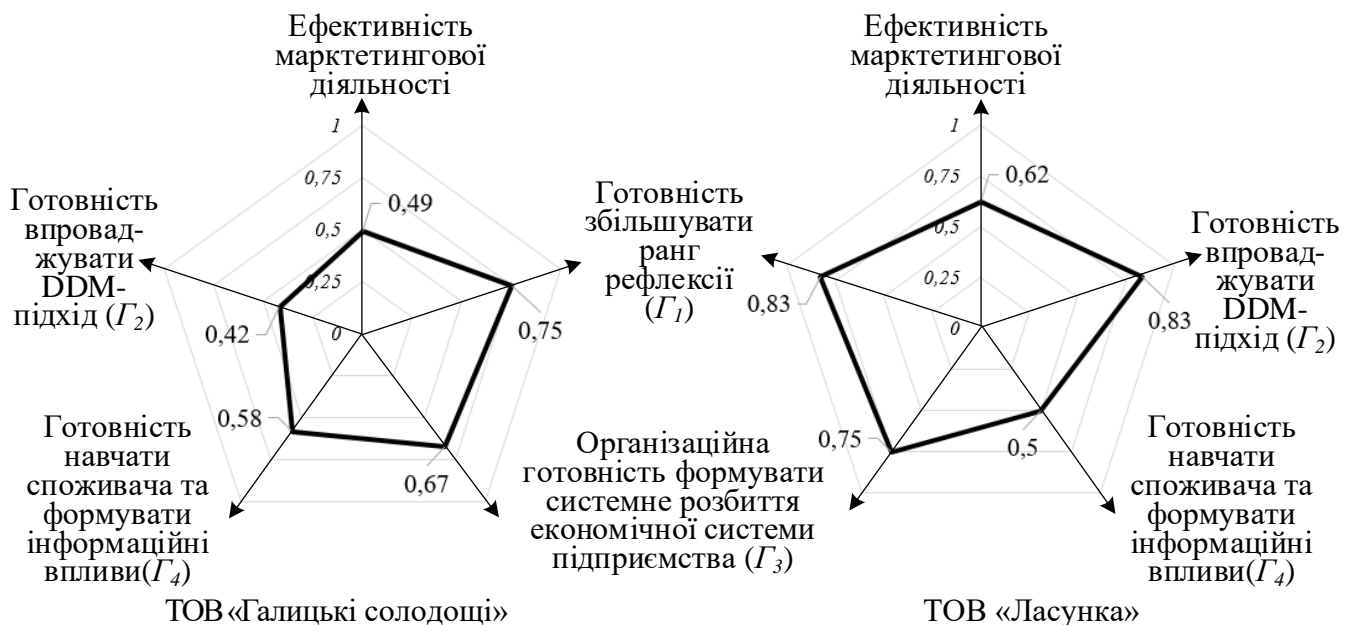 Ефективність
марктетингової
діяльності
1
0,75
0,5
0,25
0
0,49
0,75
0,67
0,58
0,42
Готовність
впровад-
жувати
DDM-
підхід (Г2)
Готовність
навчати
споживача та
формувати
інформаційні
впливи(Г4)
ТОВ «Галицькі солодощі»
Готовність
збільшувати
ранг
рефлексії
(Г1)
Організаційна
готовність формувати
системне розбиття
економічної системи
підприємства (Г3)
Ефективність
марктетингової
діяльності
1
0,75
0,5
0,25
0
0,62
0,83
0,5
0,75
0,83
Готовність
впровад-
жувати
DDM-
підхід (Г2)
Готовність
навчати
споживача та
формувати
інформаційні
впливи(Г4)
ТОВ «Ласунка»